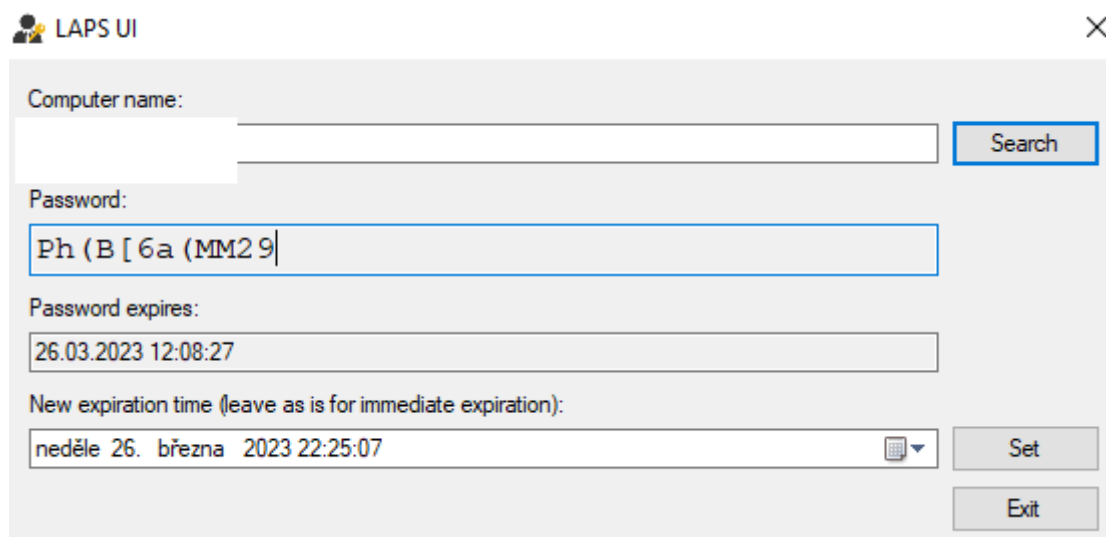 LAPS UI
Computer name:
Search
Password:
Ph(B[6a(MM29
Password expires:
26.03.2023 12:08:27
New expiration time (leave as is for immediate expiration):
neděle 26. března 2023 22:25:07
Set
Exit